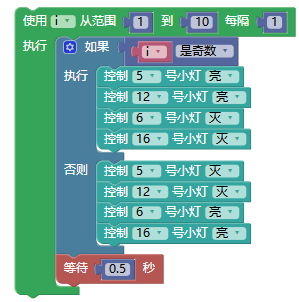 使用 i 从范围 1 到 10 每隔 1
执行 如果 i 是奇数
执行 控制 5 号小灯 亮
控制 12 号小灯 亮
控制 6 号小灯 灭
控制 16 号小灯 灭
否则 控制 5 号小灯 灭
控制 12 号小灯 灭
控制 6 号小灯 亮
控制 16 号小灯 亮
等待 0.5 秒